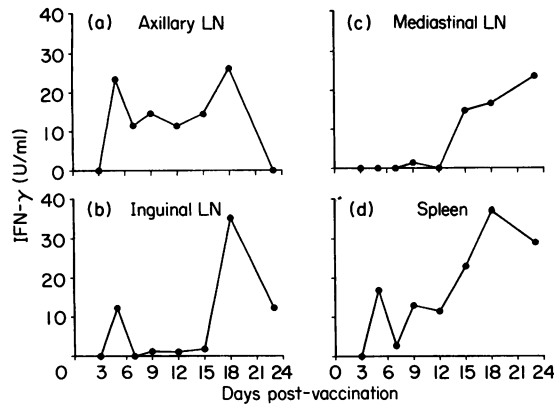 (a) Axillary LN
(c) Mediastinal LN
40
30
20
10
0
IFN-γ (U/ml)
(b) Inguinal LN
(d) Spleen
40
30
20
10
0 3 6 9 12 15 18 21 24
0 3 6 9 12 15 18 21 24
Days post-vaccination